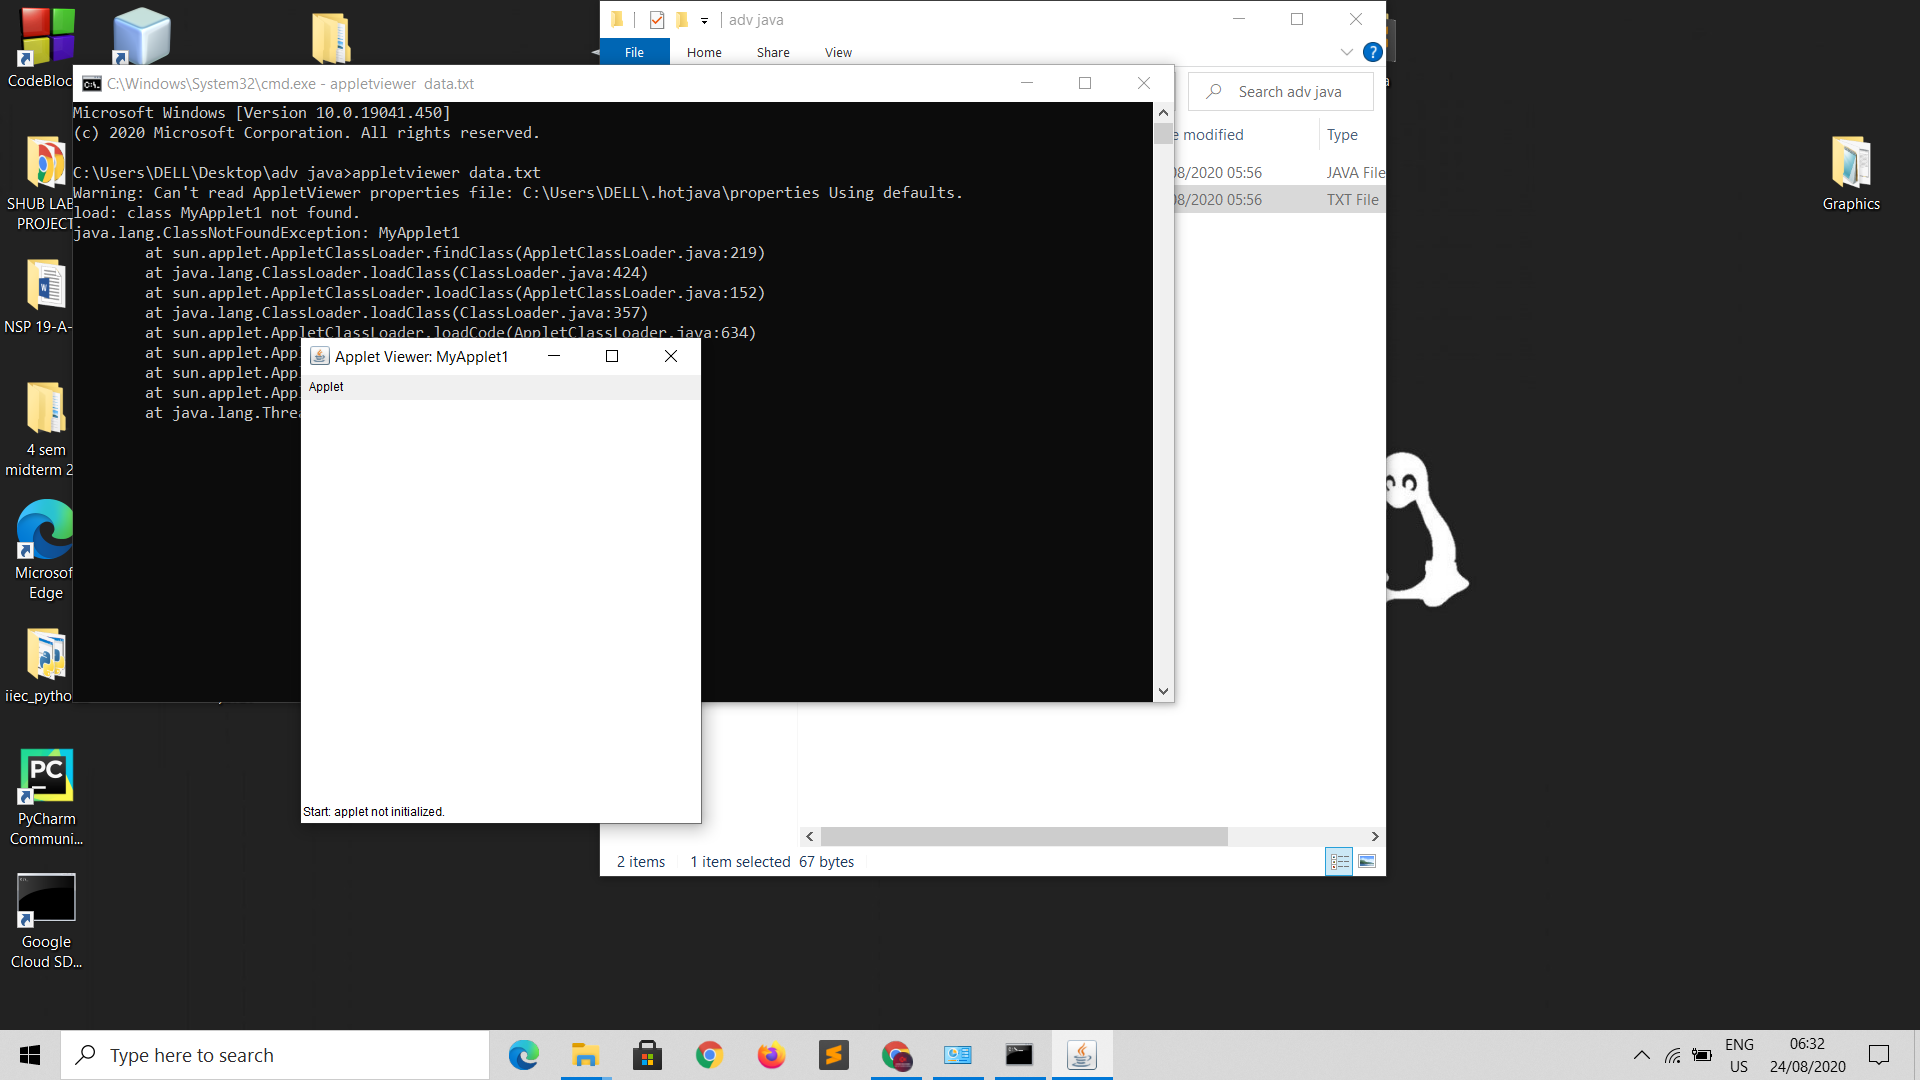 CodeBloc
SHUB LAB
PROJECT
NSP 19-A-
4 sem
midterm 2
Microsof
Edge
iiec_pytho
PyCharm
Communi...
Google
Cloud SD...
adv java
File
Home
Share
View
Search adv java
e modified
Type
08/2020 05:56
JAVA File
08/2020 05:56
TXT File
2 items
1 item selected 67 bytes
Graphics
C:\Windows\System32\cmd.exe - appletviewer data.txt
Microsoft Windows [Version 10.0.19041.450]
(c) 2020 Microsoft Corporation. All rights reserved.
C:\Users\DELL\Desktop\adv java>appletviewer data.txt
Warning: Can't read AppletViewer properties file: C:\Users\DELL\.hotjava\properties Using defaults.
load: class MyApplet1 not found.
java.lang.ClassNotFoundException: MyApplet1
at sun.applet.AppletClassLoader.findClass(AppletClassLoader.java:219)
at java.lang.ClassLoader.loadClass(ClassLoader.java:424)
at sun.applet.AppletClassLoader.loadClass(AppletClassLoader.java:152)
at java.lang.ClassLoader.loadClass(ClassLoader.java:357)
at sun.applet.AppletClassLoader.loadCode(AppletClassLoader.java:634)
at sun.applet.App
at sun.applet.App
at sun.applet.App
at java.lang.Threa
Applet Viewer: MyApplet1
Applet
Start: applet not initialized.
PC
Type here to search
ENG
US
06:32
24/08/2020